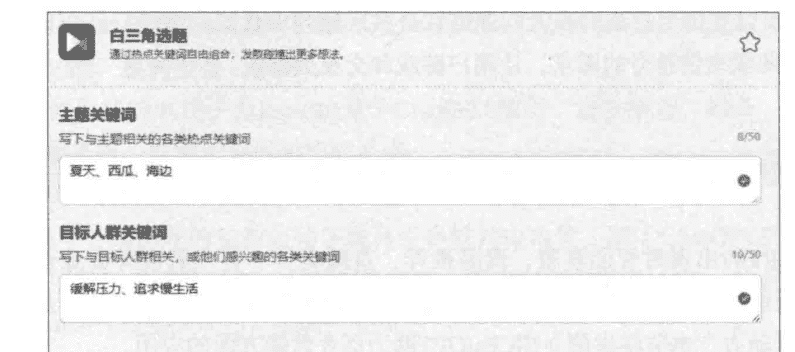 白三角选题
通过热点关键词自由组合，发散碰撞出更多想法。
主题关键词
写下与主题相关的各类热点关键词
8/50
夏天、西瓜、海边
目标人群关键词
写下与目标人群相关，或他们感兴趣的各类关键词
10/50
缓解压力、追求慢生活